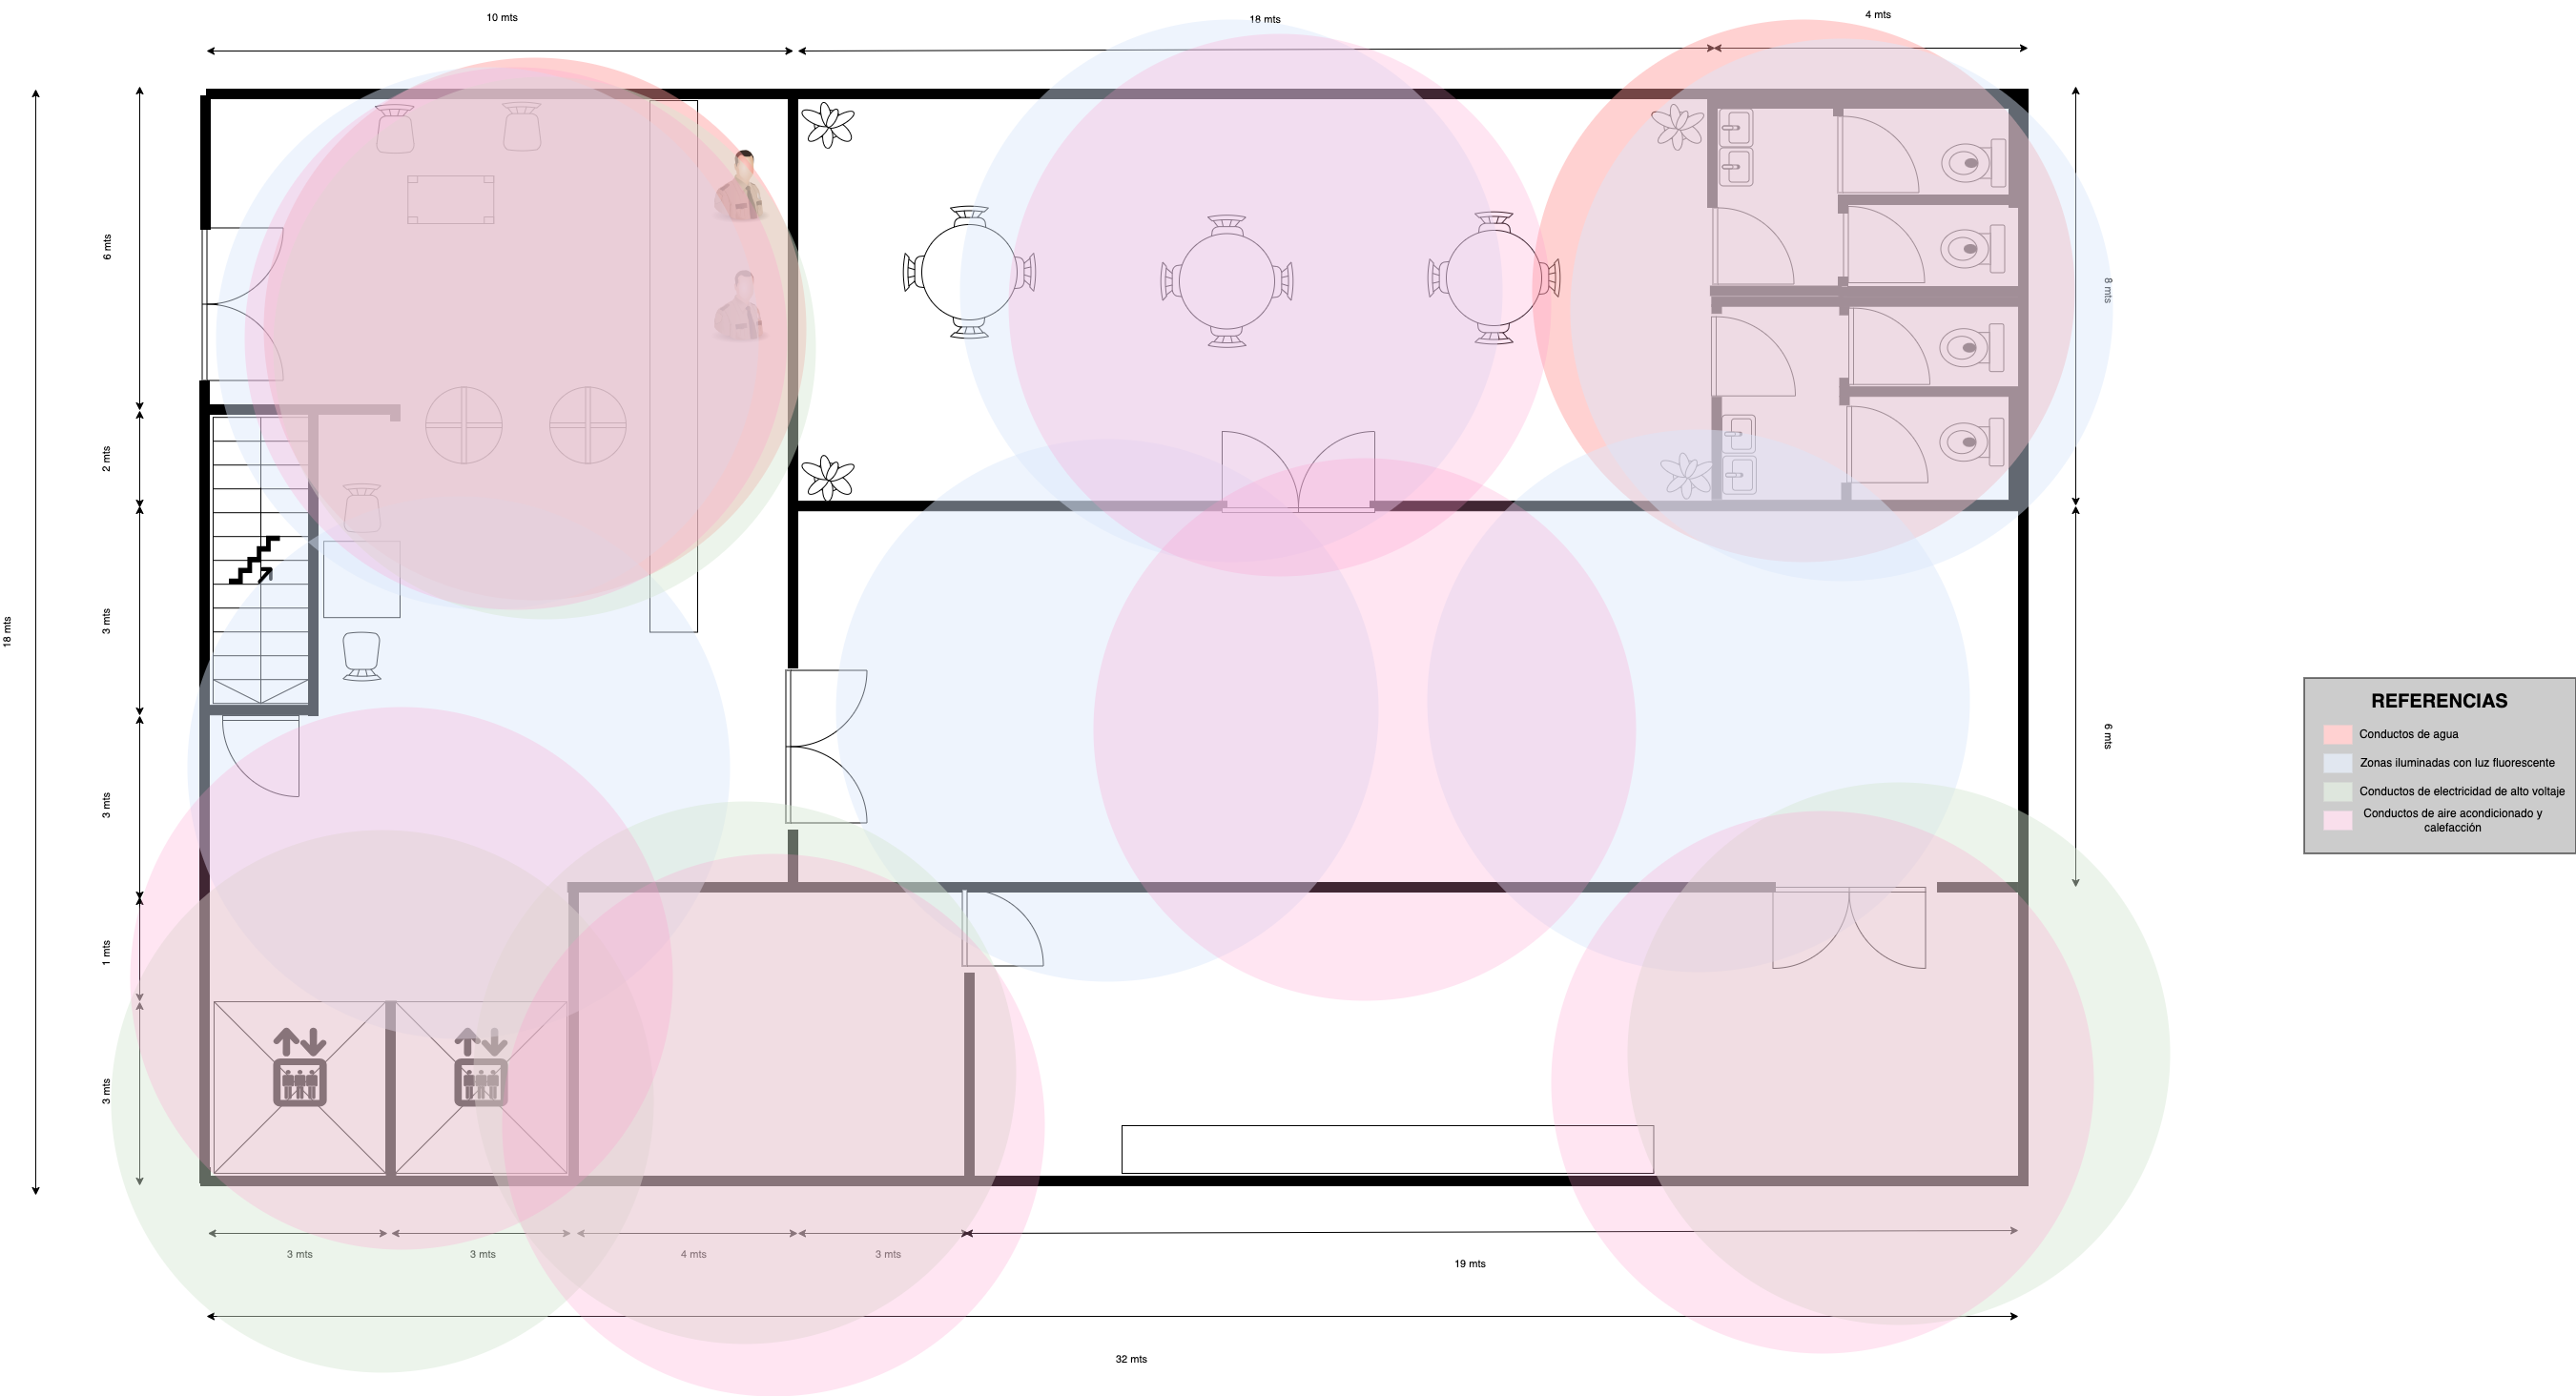 10 mts
18 mts
4 mts
6 mts
2 mts
3 mts
18 mts
3 mts
1 mts
3 mts
8 mts
6 mts
REFERENCIAS
Conductos de agua
Zonas iluminadas con luz fluorescente
Conductos de electricidad de alto voltaje
Conductos de aire acondicionado y
calefacción
3 mts
3 mts
4 mts
3 mts
19 mts
32 mts